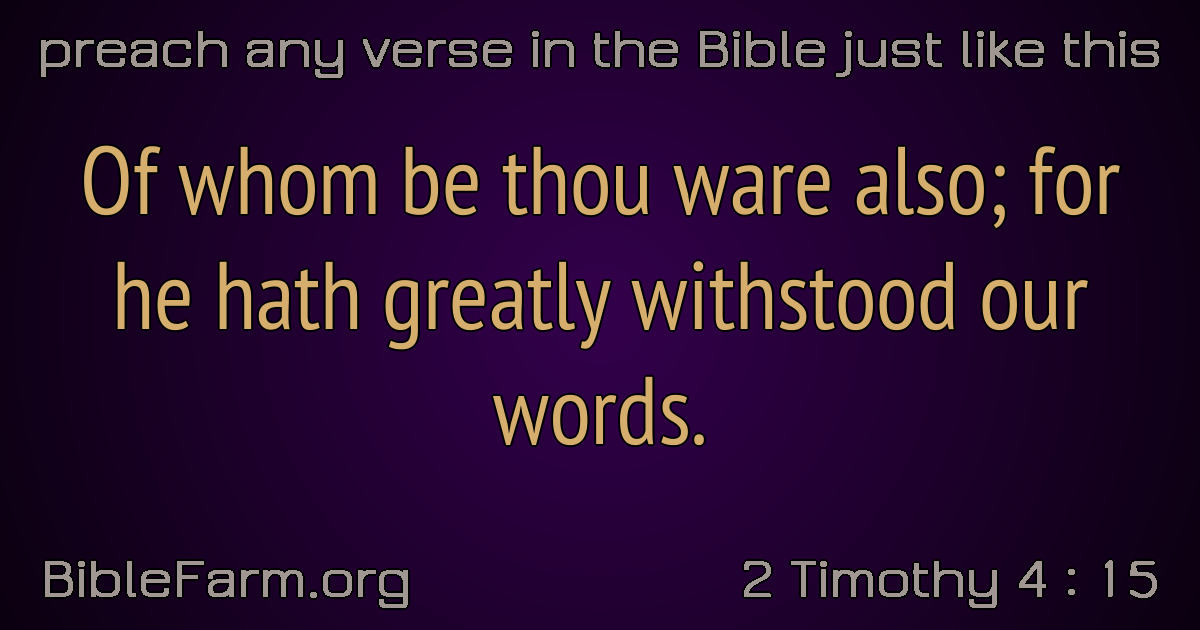 preach any verse in the Bible just like this
Of whom be thou ware also; for
he hath greatly withstood our
words.
BibleFarm.org
2 Timothy 4 : 15